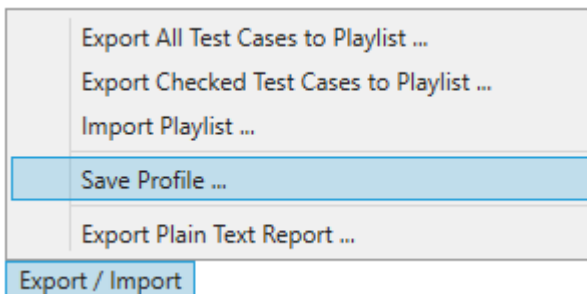 Export All Test Cases to Playlist ...
Export Checked Test Cases to Playlist ...
Import Playlist ...
Save Profile ...
Export Plain Text Report ...
Export / Import